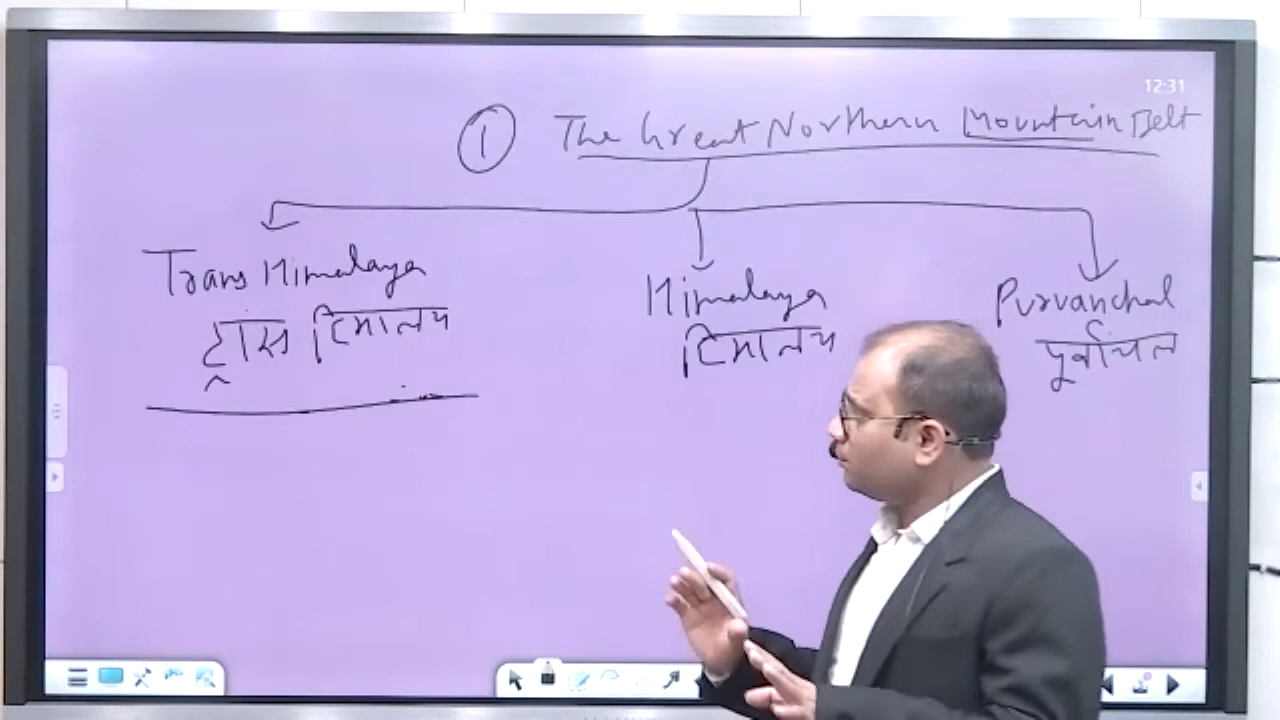 12:31
① The Great Northern Mountain Belt
Trans Himalaya
ट्रांस हिमालय
Himalaya
हिमालय
Purvanchal
पूर्वांचल